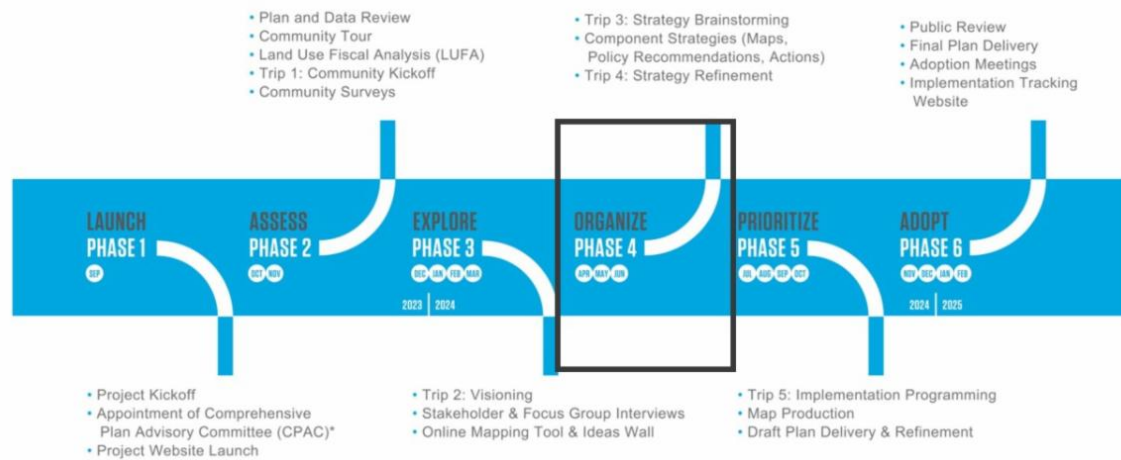 • Plan and Data Review
• Community Tour
• Land Use Fiscal Analysis (LUFA)
• Trip 1: Community Kickoff
• Community Surveys
• Trip 3: Strategy Brainstorming
• Component Strategies (Maps,
Policy Recommendations, Actions)
• Trip 4: Strategy Refinement
• Public Review
• Final Plan Delivery
• Adoption Meetings
• Implementation Tracking
Website
LAUNCH
PHASE 1
SEP
ASSESS
PHASE 2
OCT NOV
EXPLORE
PHASE 3
DEC JAN FEB MAR
2023 | 2024
ORGANIZE
PHASE 4
APR MAY JUN
PRIORITIZE
PHASE 5
JUL AUG SEP OCT
ADOPT
PHASE 6
NOV DEC JAN FEB
2024 | 2025
• Project Kickoff
• Appointment of Comprehensive
Plan Advisory Committee (CPAC)*
• Project Website Launch
• Trip 2: Visioning
• Stakeholder & Focus Group Interviews
• Online Mapping Tool & Ideas Wall
• Trip 5: Implementation Programming
• Map Production
• Draft Plan Delivery & Refinement